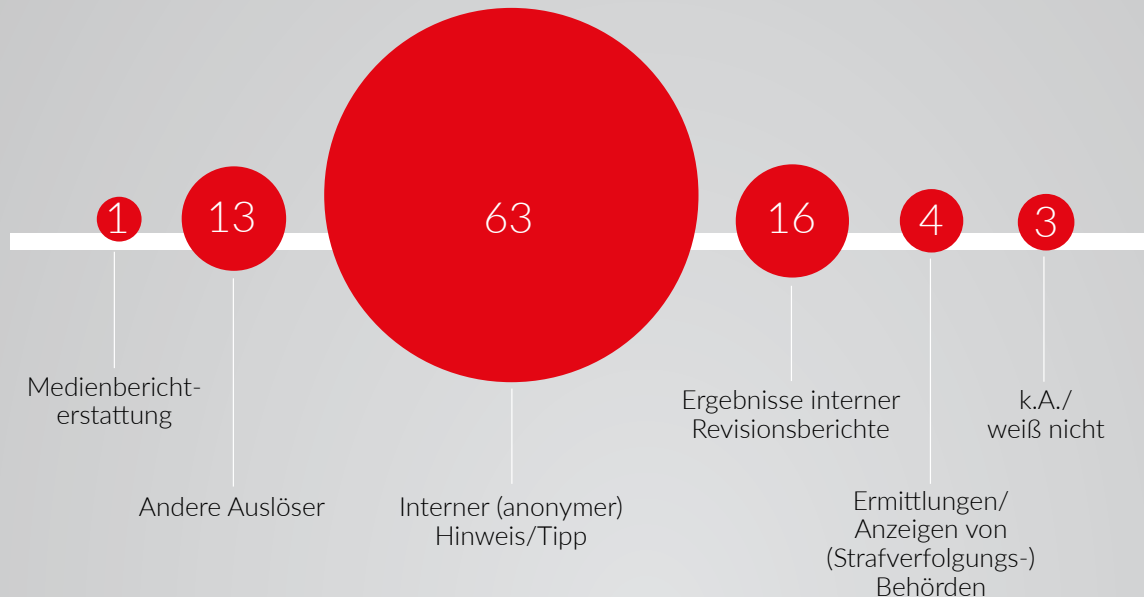 1
13
63
16
4
3
Medienbericht-
erstattung
Andere Auslöser
Interner (anonymer)
Hinweis/Tipp
Ergebnisse interner
Revisionsberichte
Ermittlungen/
Anzeigen von
(Strafverfolgungs-)
Behörden
k.A./
weiß nicht